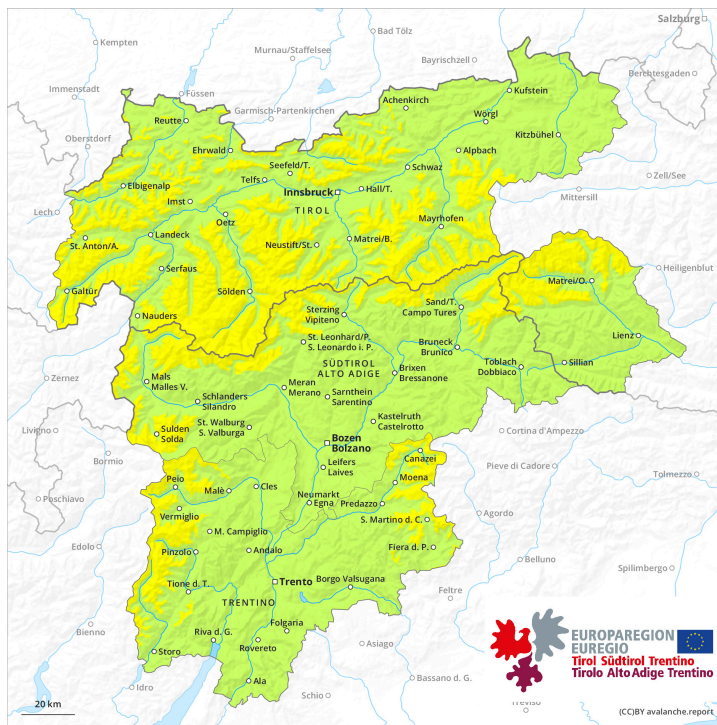 Salzburg
Kempten
Bad Tölz
Murnau/Staffelsee
Bayrischzell
Berchtesgaden
Immenstadt
Füssen
Garmisch-Partenkirchen
Achenkirch
Kufstein
Reutte
Wörgl
Kitzbühel
Oberstdorf
Ehrwald
Alpbach
Seefeld/T.
Schwaz
Zell/See
Elbigenalp
Telfs
Innsbruck
Hall/T.
Mittersill
Lech
Imst
TIROL
Mayrhofen
Oetz
St. Anton/A.
Landeck
Neustift/St.
Matrei/B.
Heiligenblut
Serfaus
Matrei/O.
Galtür
Sölden
Nauders
Sterzing
Vipiteno
Sand/T.
Campo Tures
Lienz
St. Leonhard/P.
S. Leonardo i. P.
Bruneck
Brunico
Toblach
Dobbiaco
Sillian
SÜDTIROL
ALTO ADIGE
Brixen
Bressanone
Zernez
Mals
Malles V.
Meran
Merano
Schlanders
Silandro
Sarnthein
Sarentino
St. Walburg
S. Valburga
Kastelruth
Castelrotto
Livigno
Sulden
Solda
Bozen
Bolzano
Cortina d'Ampezzo
Canazei
Bormio
Leifers
Laives
Pieve di Cadore
Tolmezzo
Peio
Malè
Cles
Moena
Poschiavo
Neumarkt
Egna
Predazzo
Vermiglio
Agordo
S. Martino d. C.
M. Campiglio
Edolo
Pinzolo
Andalo
Fiera d. P.
Belluno
Spilimbergo
Tione d. T.
Trento
Borgo Valsugana
Feltre
TRENTINO
Bienno
Folgaria
Riva d. G.
Rovereto
Asiago
Storo
Bassano d. G.
Ala
Idro
Schio
Treviso
EUROPAREGION
EUREGIO
Tirol Südtirol Trentino
Tirolo Alto Adige Trentino
20 km
(CC)BY avalanche.report